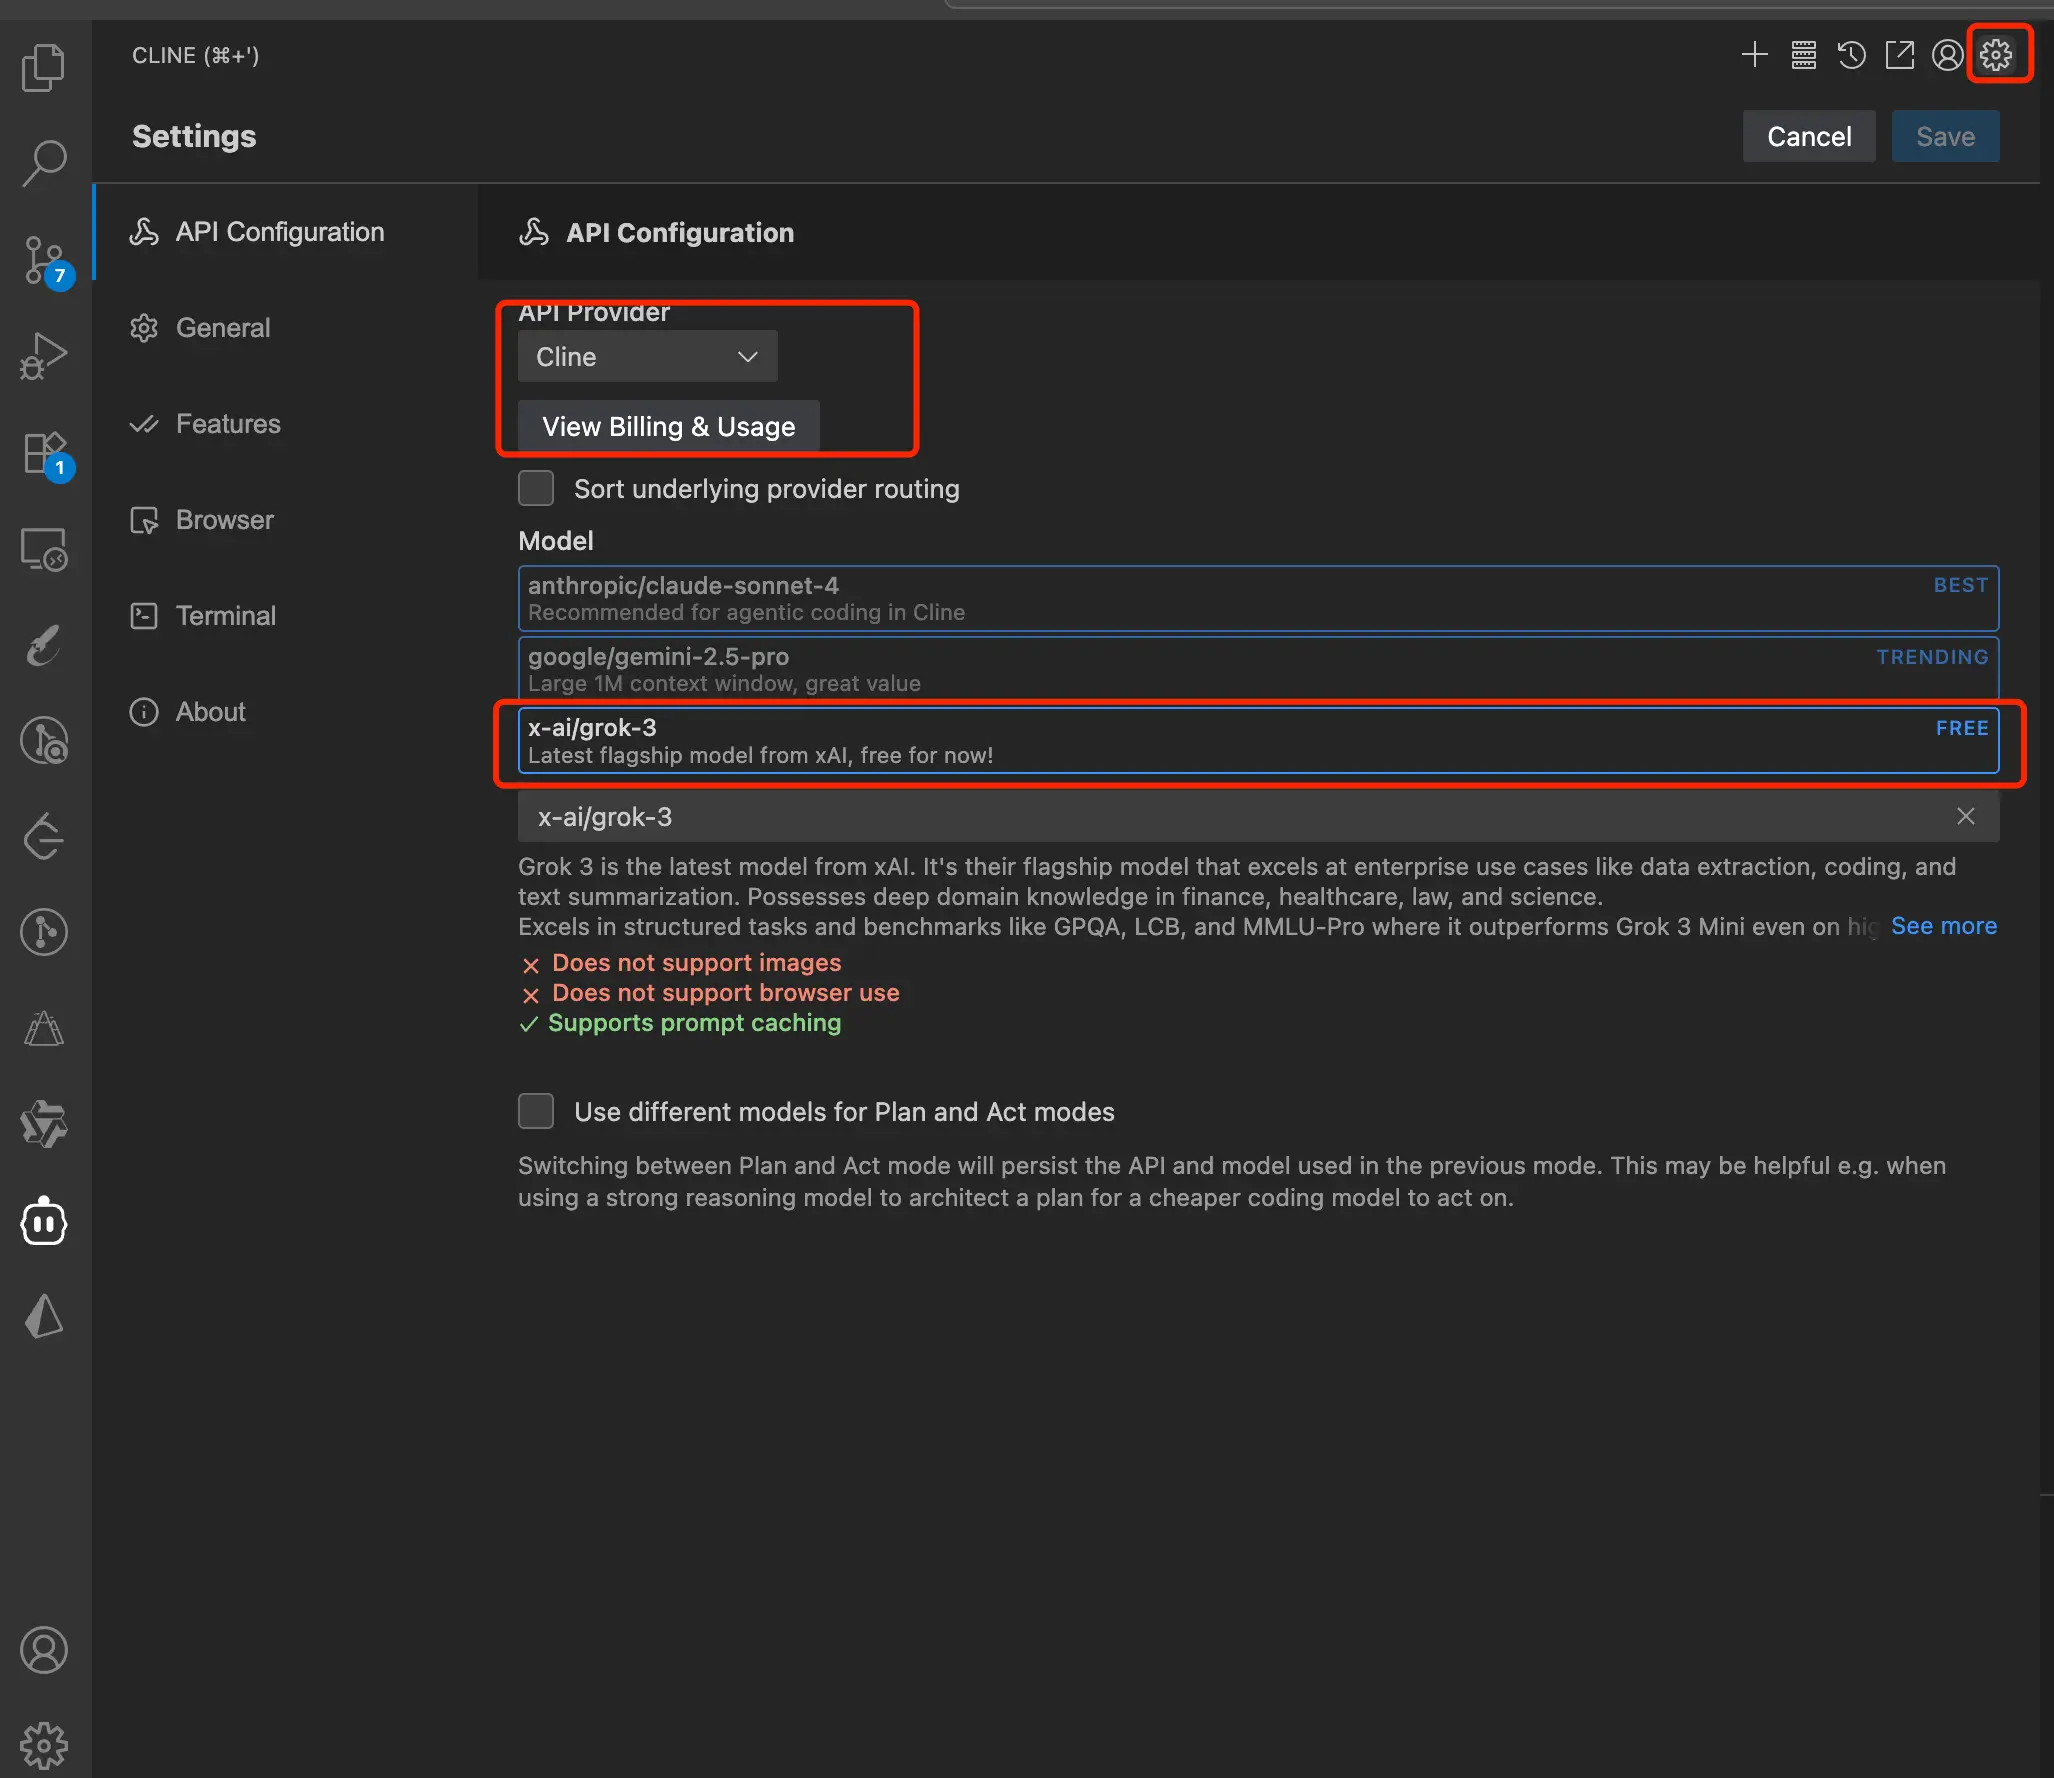 CLINE (⌘+')
Settings
Cancel
Save
API Configuration
General
Features
Browser
Terminal
About
7
1
API Configuration
API Provider
Cline
View Billing & Usage
Sort underlying provider routing
Model
anthropic/claude-sonnet-4
BEST
Recommended for agentic coding in Cline
google/gemini-2.5-pro
TRENDING
Large 1M context window, great value
x-ai/grok-3
FREE
Latest flagship model from xAI, free for now!
x-ai/grok-3
Grok 3 is the latest model from xAI. It's their flagship model that excels at enterprise use cases like data extraction, coding, and
text summarization. Possesses deep domain knowledge in finance, healthcare, law, and science.
Excels in structured tasks and benchmarks like GPQA, LCB, and MMLU-Pro where it outperforms Grok 3 Mini even on hig See more
Does not support images
Does not support browser use
Supports prompt caching
Use different models for Plan and Act modes
Switching between Plan and Act mode will persist the API and model used in the previous mode. This may be helpful e.g. when
using a strong reasoning model to architect a plan for a cheaper coding model to act on.